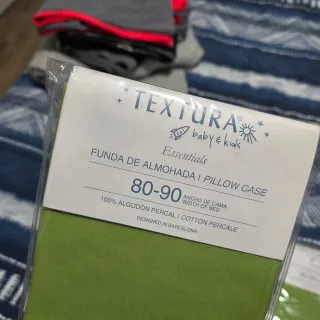 TEXTURA
baby & kids
Essentials
FUNDA DE ALMOHADA | PILLOW CASE
80-90 ANCHO DE CAMA
WIDTH OF BED
100% ALGODÓN PERCAL | COTTON PERCALE
DESIGNED IN BARCELONA